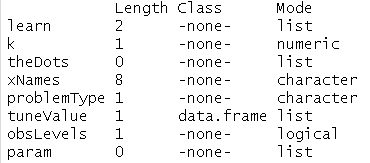 Length Class Mode
learn 2 -none- list
k 1 -none- numeric
theDots 0 -none- list
xNames 8 -none- character
problemType 1 -none- character
tuneValue 1 data.frame list
obsLevels 1 -none- logical
param 0 -none- list